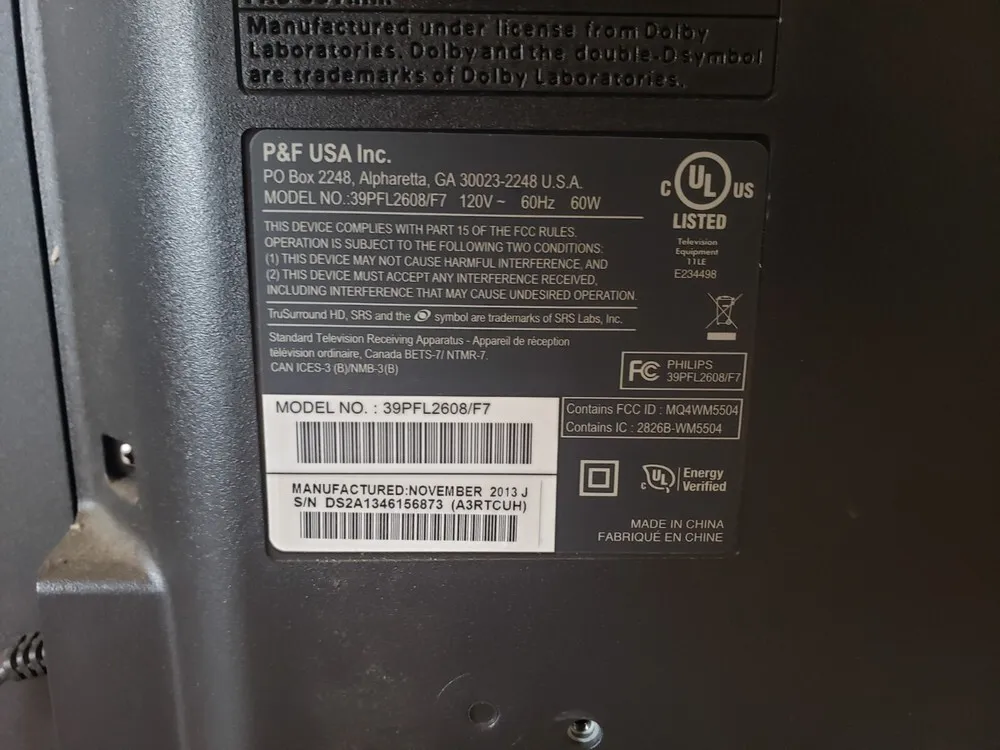 Manufactured under license from Dolby
Laboratories. Dolby and the double-D symbol
are trademarks of Dolby Laboratories.
P&F USA Inc.
PO Box 2248, Alpharetta, GA 30023-2248 U.S.A.
MODEL NO.:39PFL2608/F7 120V ~ 60Hz 60W
C UL US
LISTED
Television
Equipment
11LE
E234498
THIS DEVICE COMPLIES WITH PART 15 OF THE FCC RULES.
OPERATION IS SUBJECT TO THE FOLLOWING TWO CONDITIONS:
(1) THIS DEVICE MAY NOT CAUSE HARMFUL INTERFERENCE, AND
(2) THIS DEVICE MUST ACCEPT ANY INTERFERENCE RECEIVED,
INCLUDING INTERFERENCE THAT MAY CAUSE UNDESIRED OPERATION.
TruSurround HD, SRS and the symbol are trademarks of SRS Labs, Inc.
Standard Television Receiving Apparatus - Appareil de réception
télévision ordinaire, Canada BETS-7/ NTMR-7.
CAN ICES-3 (B)/NMB-3(B)
FC PHILIPS
39PFL2608/F7
Contains FCC ID : MQ4WM5504
Contains IC : 2826B-WM5504
MODEL NO. : 39PFL2608/F7
MANUFACTURED:NOVEMBER 2013 J
S/N DS2A1346156873 (A3RTCUH)
C UL Energy
Verified
MADE IN CHINA
FABRIQUÉ EN CHINE